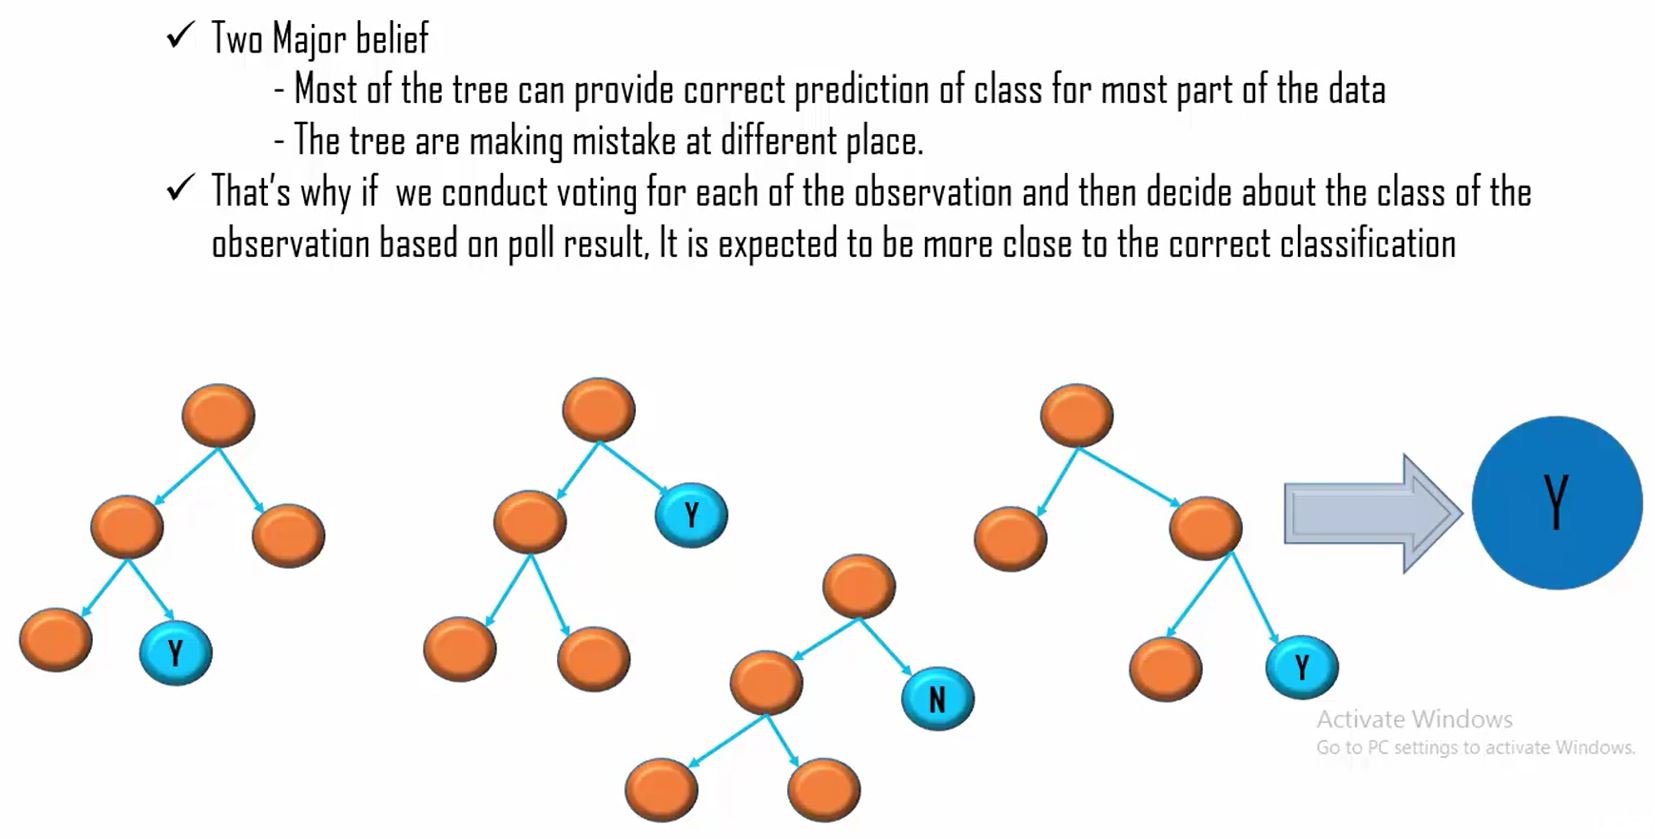 ✓ Two Major belief
- Most of the tree can provide correct prediction of class for most part of the data
- The tree are making mistake at different place.
✓ That's why if we conduct voting for each of the observation and then decide about the class of the
observation based on poll result, It is expected to be more close to the correct classification
Y
Y
Y
N
Y
Activate Windows
Go to PC settings to activate Windows.